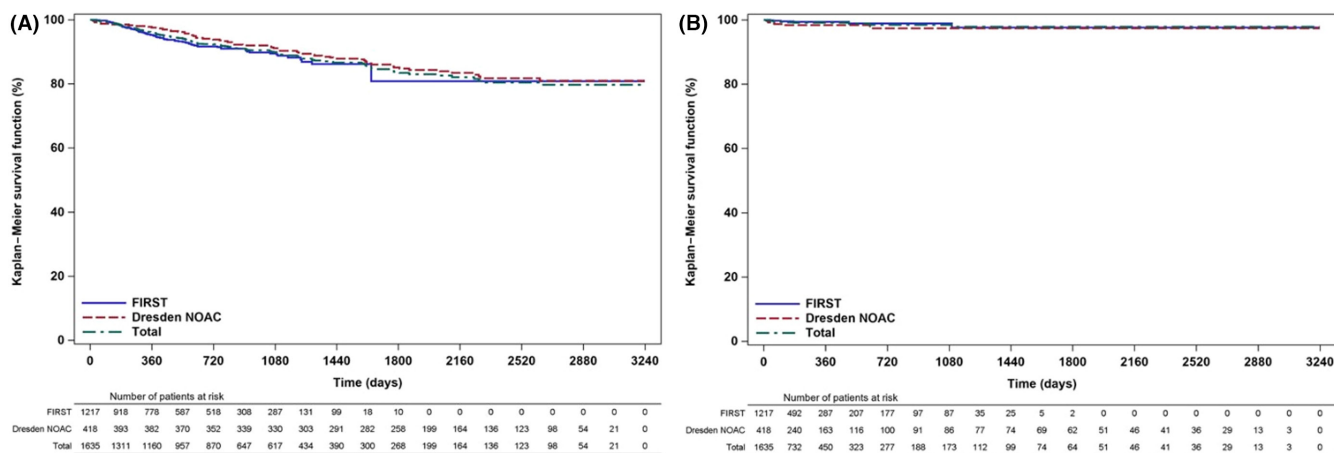 (A)
Kaplan–Meier survival function (%)
100
80
60
40
20
0
FIRST
Dresden NOAC
Total
0 360 720 1080 1440 1800 2160 2520 2880 3240
Time (days)
Number of patients at risk
FIRST 1217 918 778 587 518 308 287 131 99 18 10 0 0 0 0 0 0 0 0
Dresden NOAC 418 393 382 370 352 339 330 303 291 282 258 199 164 136 123 98 54 21 0
Total 1635 1311 1160 957 870 647 617 434 390 300 268 199 164 136 123 98 54 21 0
(B)
Kaplan–Meier survival function (%)
100
80
60
40
20
0
FIRST
Dresden NOAC
Total
0 360 720 1080 1440 1800 2160 2520 2880 3240
Time (days)
Number of patients at risk
FIRST 1217 492 287 207 177 97 87 35 25 5 2 0 0 0 0 0 0 0 0
Dresden NOAC 418 240 163 116 100 91 86 77 74 69 62 51 46 41 36 29 13 3 0
Total 1635 732 450 323 277 188 173 112 99 74 64 51 46 41 36 29 13 3 0